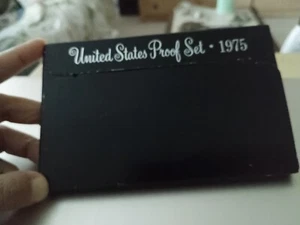 United States Proof Set • 1975